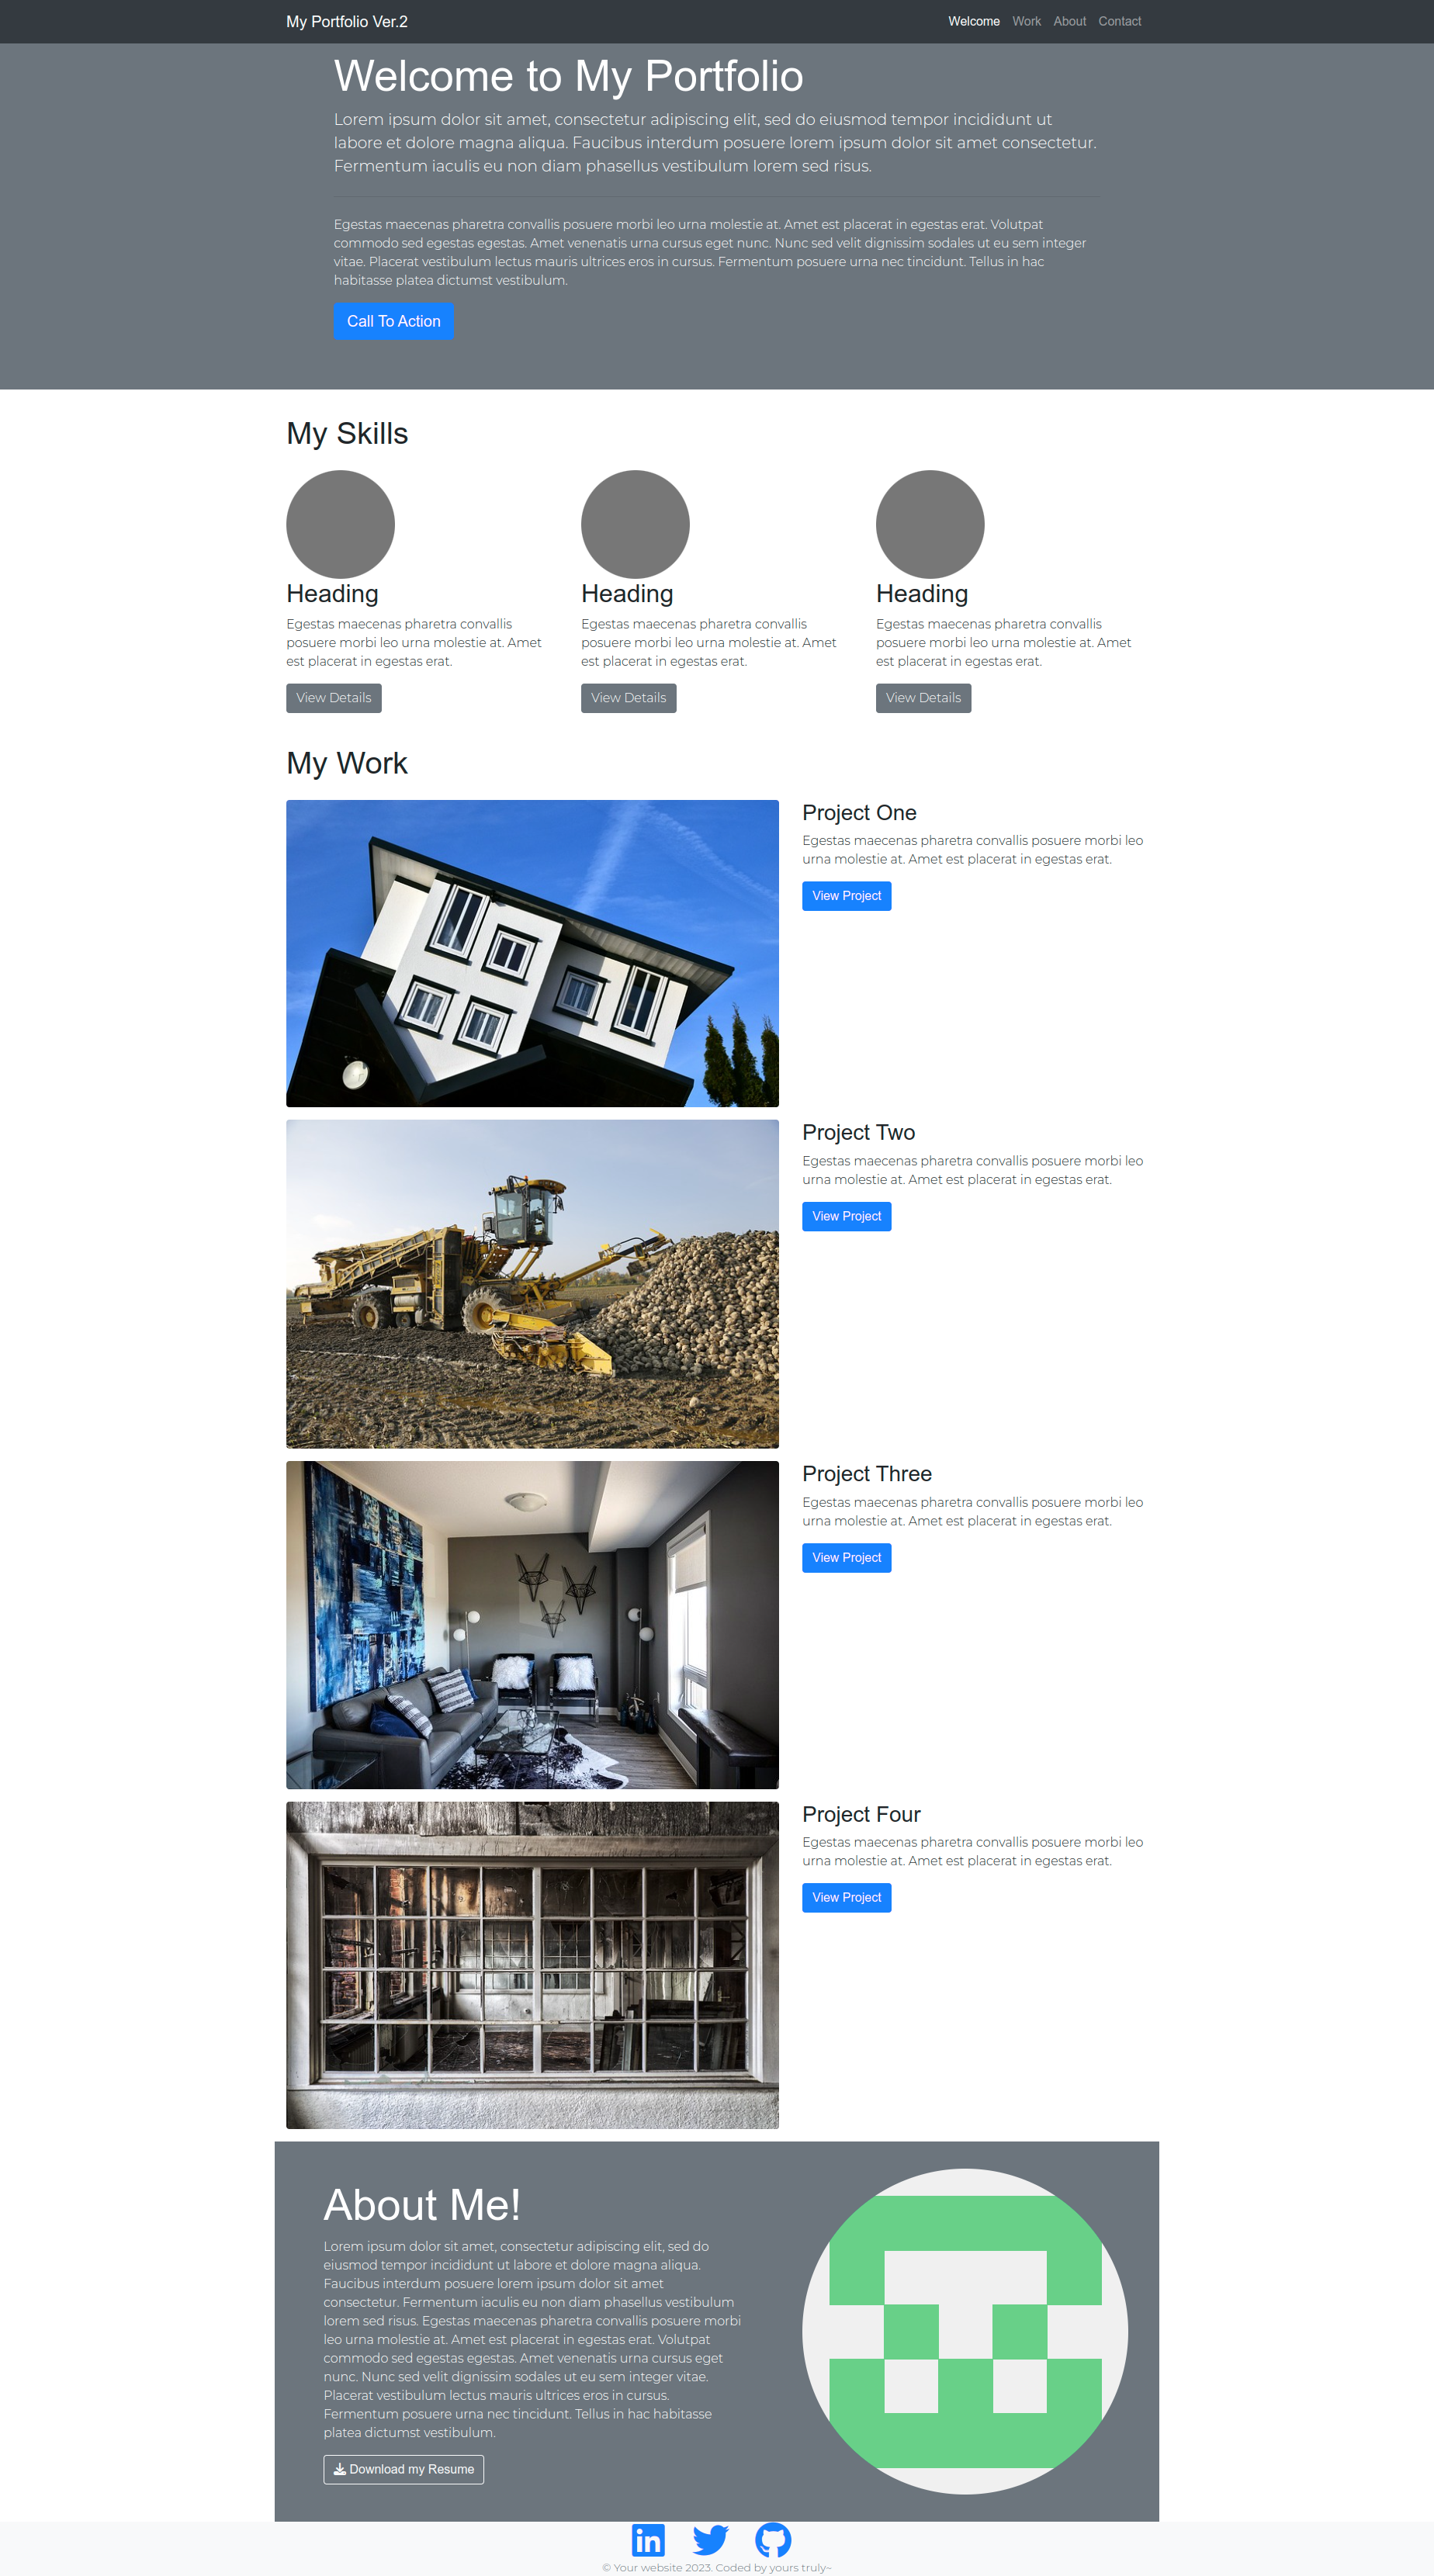 My Portfolio Ver.2
Welcome Work About Contact
Welcome to My Portfolio
Lorem ipsum dolor sit amet, consectetur adipiscing elit, sed do eiusmod tempor incididunt ut
labore et dolore magna aliqua. Faucibus interdum posuere lorem ipsum dolor sit amet consectetur.
Fermentum iaculis eu non diam phasellus vestibulum lorem sed risus.
Egestas maecenas pharetra convallis posuere morbi leo urna molestie at. Amet est placerat in egestas erat. Volutpat
commodo sed egestas egestas. Amet venenatis urna cursus eget nunc. Nunc sed velit dignissim sodales ut eu sem integer
vitae. Placerat vestibulum lectus mauris ultrices eros in cursus. Fermentum posuere urna nec tincidunt. Tellus in hac
habitasse platea dictumst vestibulum.
Call To Action
My Skills
Heading
Egestas maecenas pharetra convallis
posuere morbi leo urna molestie at. Amet
est placerat in egestas erat.
View Details
Heading
Egestas maecenas pharetra convallis
posuere morbi leo urna molestie at. Amet
est placerat in egestas erat.
View Details
Heading
Egestas maecenas pharetra convallis
posuere morbi leo urna molestie at. Amet
est placerat in egestas erat.
View Details
My Work
Project One
Egestas maecenas pharetra convallis posuere morbi leo
urna molestie at. Amet est placerat in egestas erat.
View Project
Project Two
Egestas maecenas pharetra convallis posuere morbi leo
urna molestie at. Amet est placerat in egestas erat.
View Project
Project Three
Egestas maecenas pharetra convallis posuere morbi leo
urna molestie at. Amet est placerat in egestas erat.
View Project
Project Four
Egestas maecenas pharetra convallis posuere morbi leo
urna molestie at. Amet est placerat in egestas erat.
View Project
About Me!
Lorem ipsum dolor sit amet, consectetur adipiscing elit, sed do
eiusmod tempor incididunt ut labore et dolore magna aliqua.
Faucibus interdum posuere lorem ipsum dolor sit amet
consectetur. Fermentum iaculis eu non diam phasellus vestibulum
lorem sed risus. Egestas maecenas pharetra convallis posuere morbi
leo urna molestie at. Amet est placerat in egestas erat. Volutpat
commodo sed egestas egestas. Amet venenatis urna cursus eget
nunc. Nunc sed velit dignissim sodales ut eu sem integer vitae.
Placerat vestibulum lectus mauris ultrices eros in cursus.
Fermentum posuere urna nec tincidunt. Tellus in hac habitasse
platea dictumst vestibulum.
Download my Resume
in
© Your website 2023. Coded by yours truly~